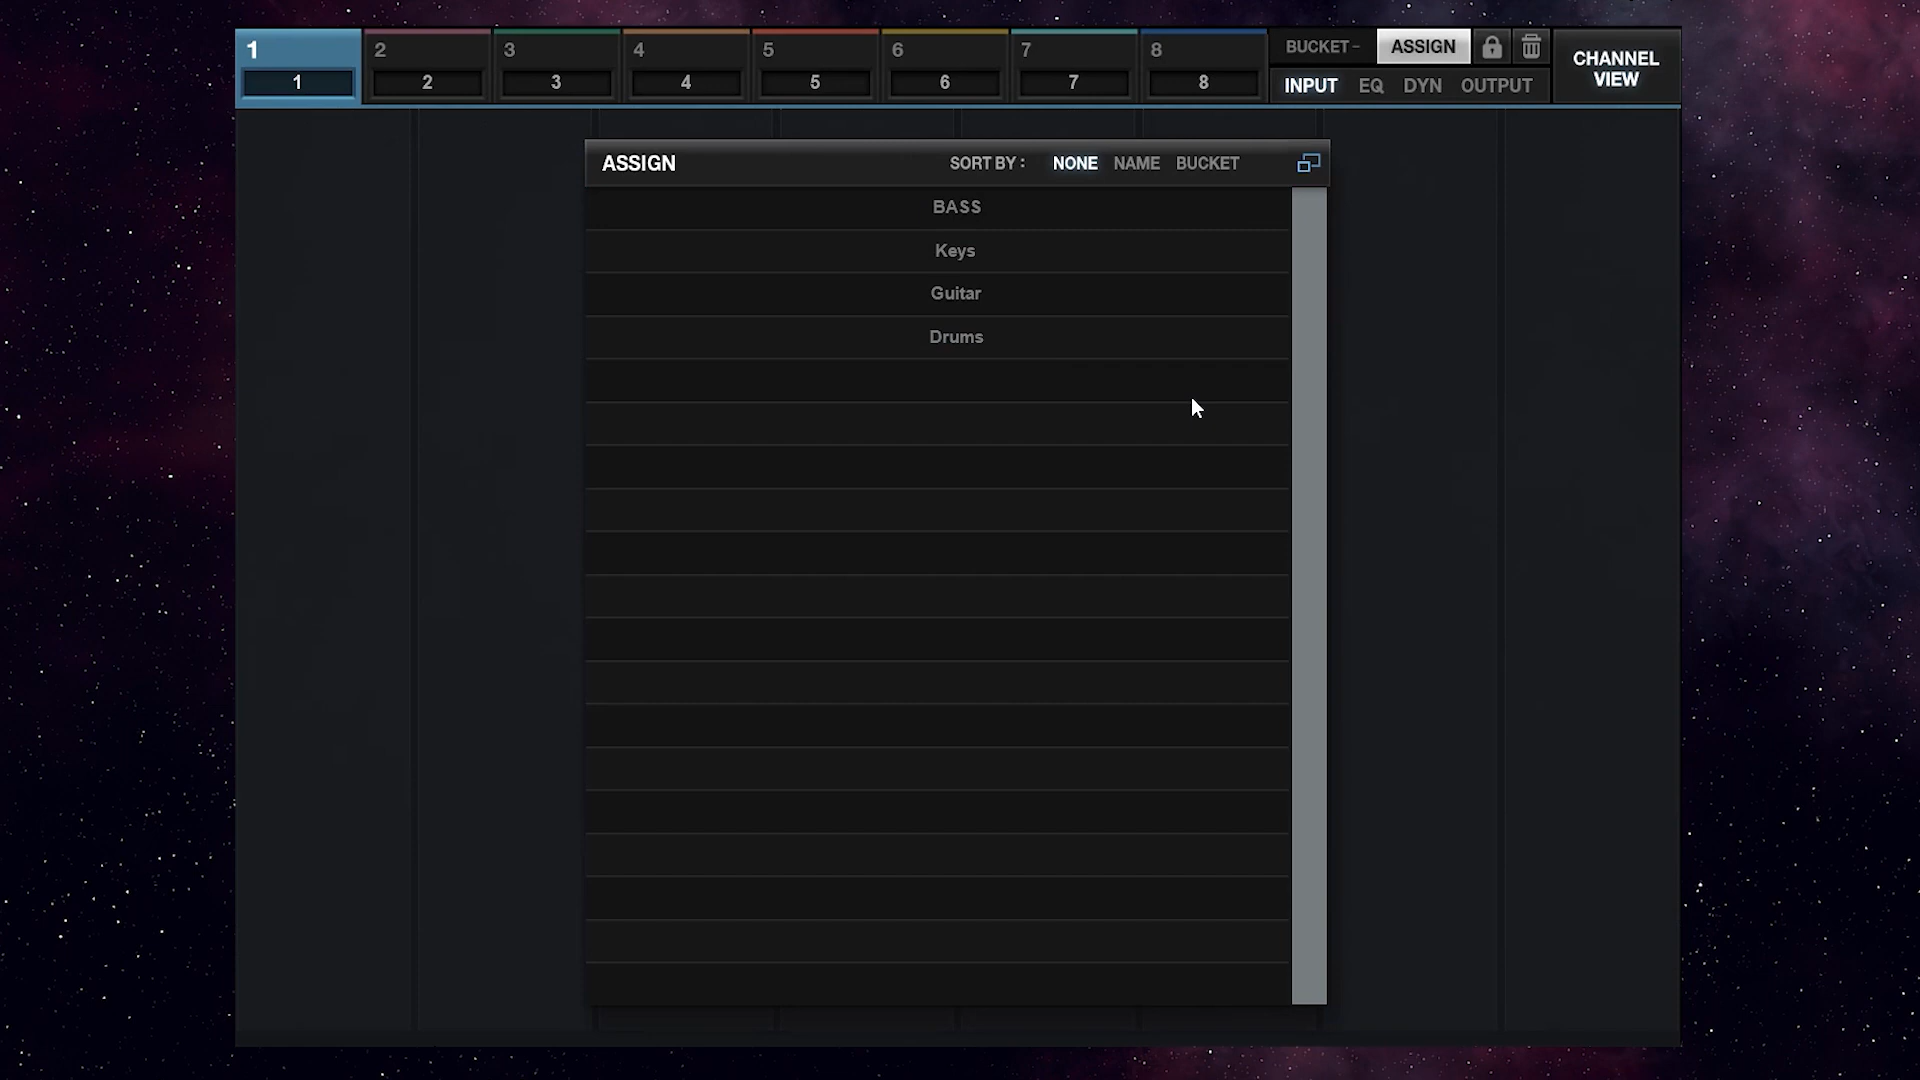 1 2 3 4 5 6 7 8 BUCKET- ASSIGN
1 2 3 4 5 6 7 8 INPUT EQ DYN OUTPUT
CHANNEL
VIEW
ASSIGN SORT BY : NONE NAME BUCKET
BASS
Keys
Guitar
Drums